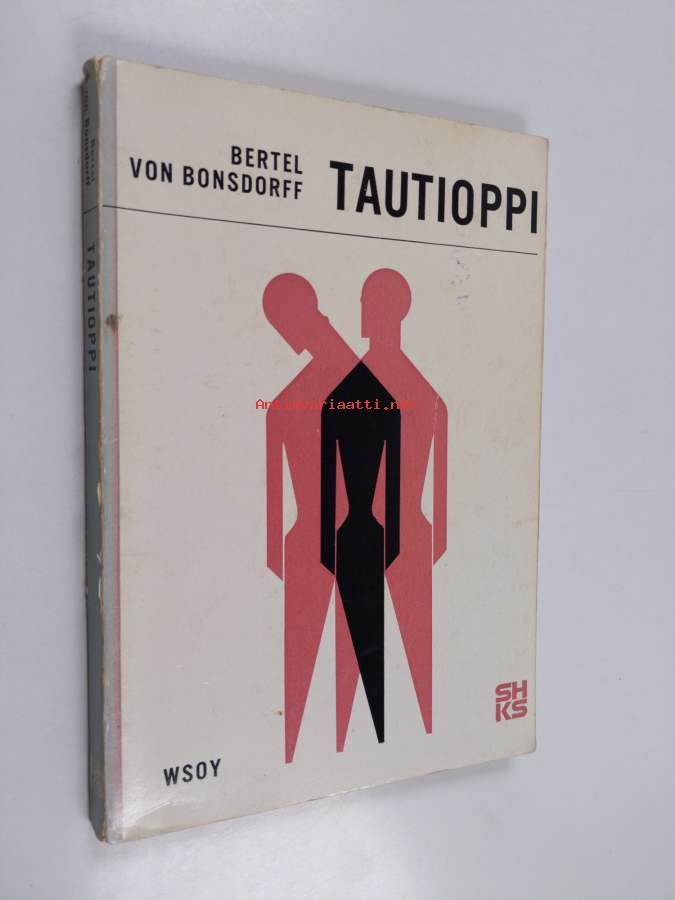 BERTEL
VON BONSDORFF
TAUTIOPPI
Bertel
von Bonsdorff
TAUTIOPPI
Antikvariaatti.net
SH
KS
WSOY